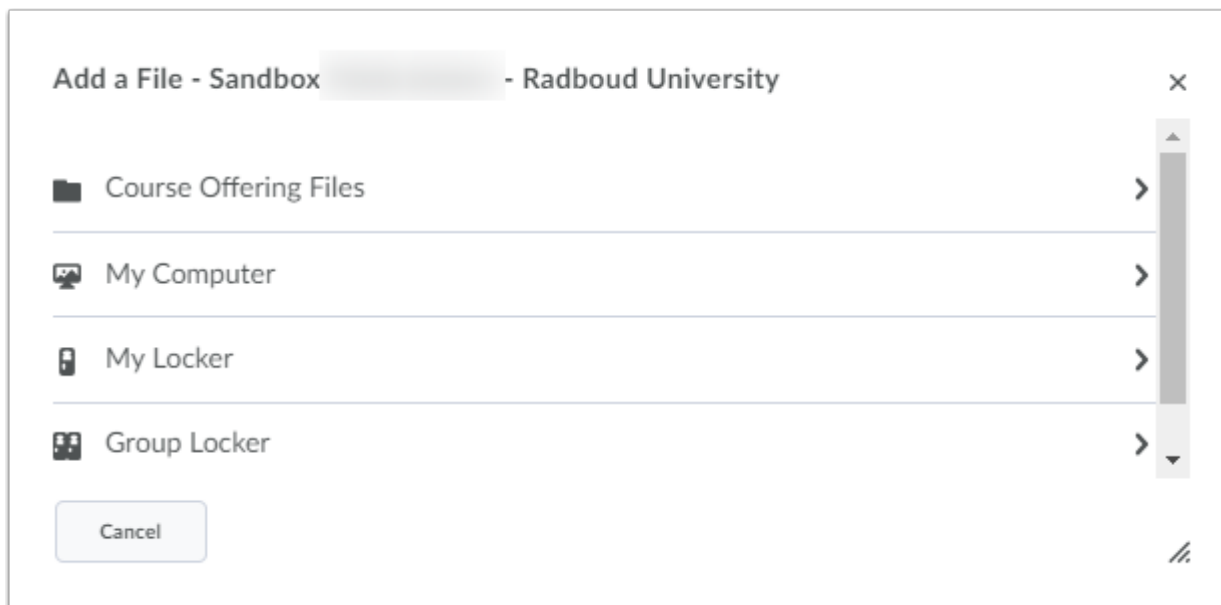 Add a File - Sandbox - Radboud University
Course Offering Files
My Computer
My Locker
Group Locker
Cancel